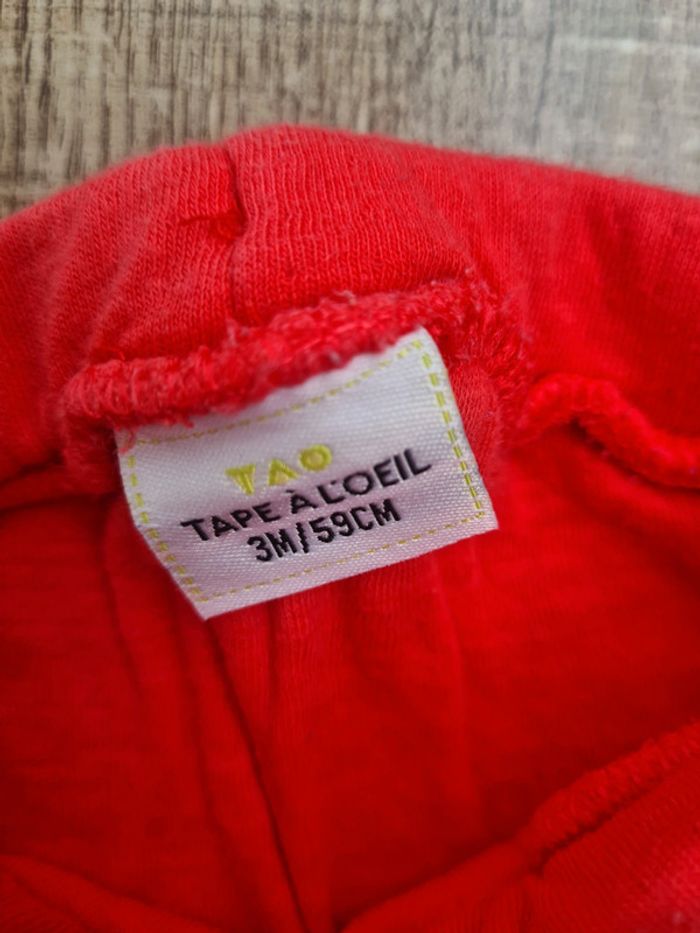 TAO
TAPE À L'OEIL
3M/59CM